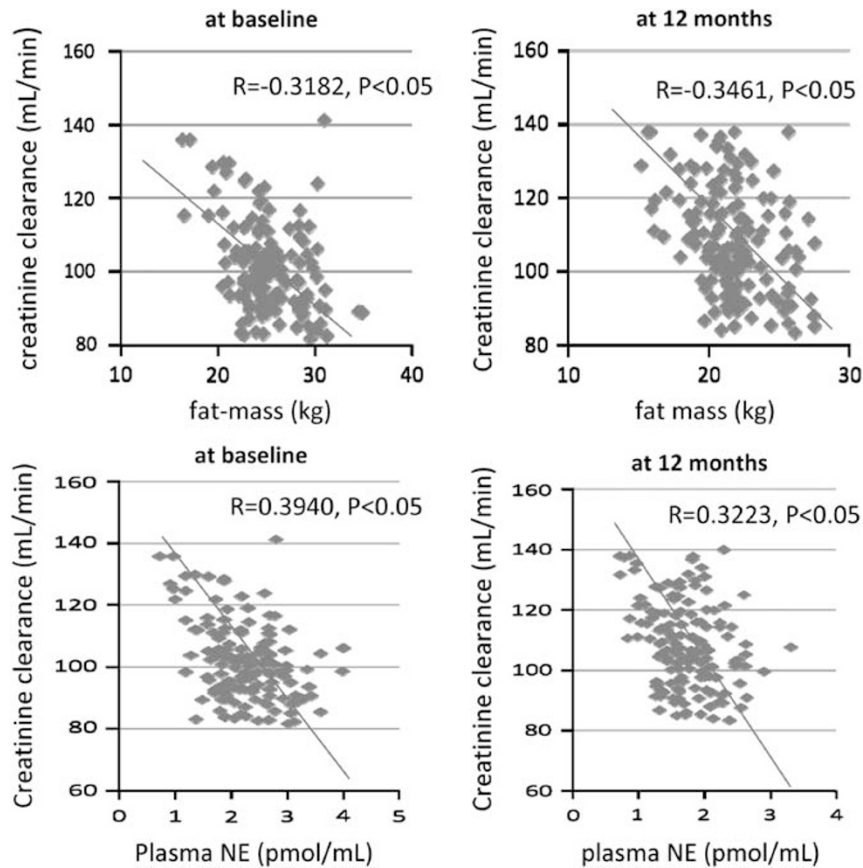 at baseline
creatinine clearance (mL/min)
160
140
120
100
80
R=-0.3182, P<0.05
10 20 30 40
fat-mass (kg)
at 12 months
Creatinine clearance (mL/min)
160
140
120
100
80
R=-0.3461, P<0.05
10 20 30
fat mass (kg)
at baseline
Creatinine clearance (mL/min)
160
140
120
100
80
60
R=0.3940, P<0.05
0 1 2 3 4 5
Plasma NE (pmol/mL)
at 12 months
Creatinine clearance (mL/min)
160
140
120
100
80
60
R=0.3223, P<0.05
0 1 2 3 4
plasma NE (pmol/mL)